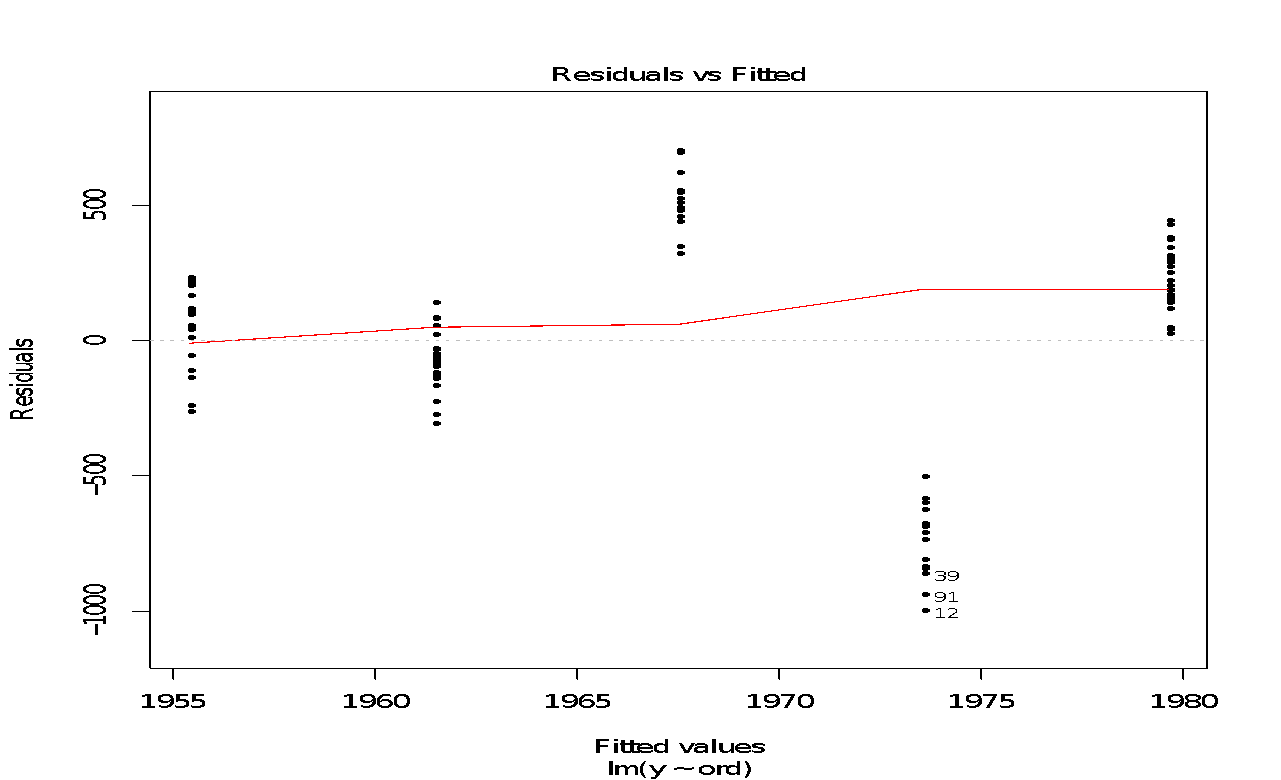 Residuals vs Fitted
Residuals
500
0
−500
−1000
39
91
12
1955 1960 1965 1970 1975 1980
Fitted values
lm(y ~ ord)